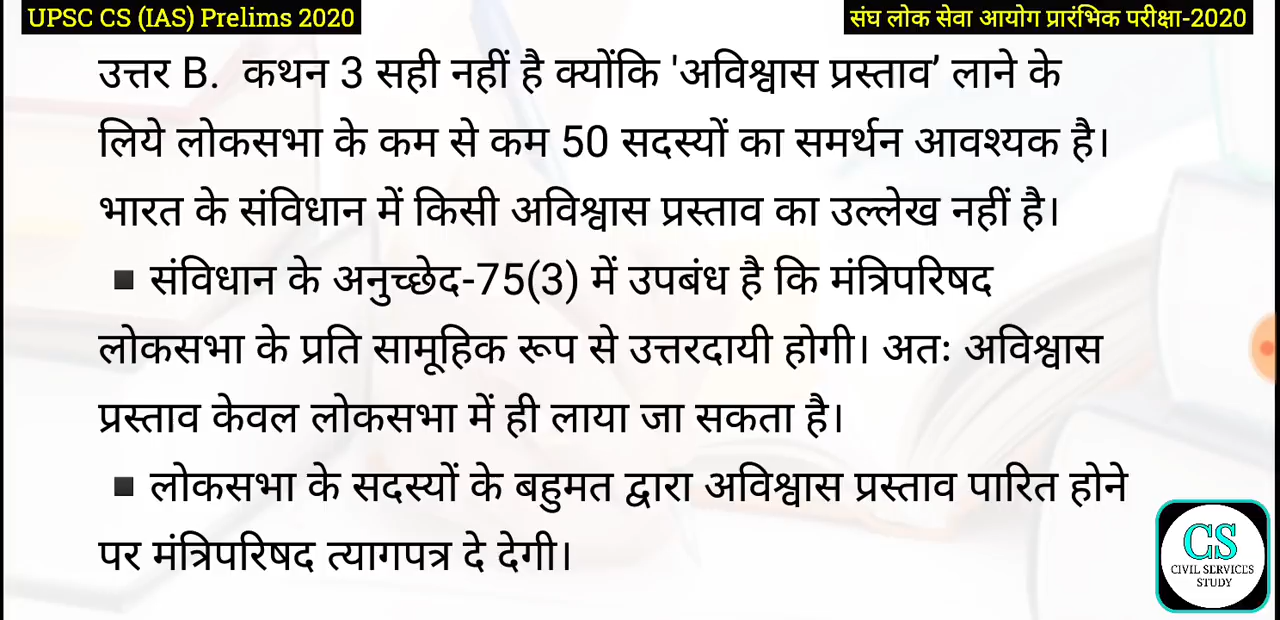 UPSC CS (IAS) Prelims 2020
संघ लोक सेवा आयोग प्रारंभिक परीक्षा-2020
उत्तर B. कथन 3 सही नहीं है क्योंकि 'अविश्वास प्रस्ताव’ लाने के
लिये लोकसभा के कम से कम 50 सदस्यों का समर्थन आवश्यक है।
भारत के संविधान में किसी अविश्वास प्रस्ताव का उल्लेख नहीं है।
▪ संविधान के अनुच्छेद-75(3) में उपबंध है कि मंत्रिपरिषद
लोकसभा के प्रति सामूहिक रूप से उत्तरदायी होगी। अतः अविश्वास
प्रस्ताव केवल लोकसभा में ही लाया जा सकता है।
▪ लोकसभा के सदस्यों के बहुमत द्वारा अविश्वास प्रस्ताव पारित होने
पर मंत्रिपरिषद त्यागपत्र दे देगी।
CS
CIVIL SERVICES
STUDY